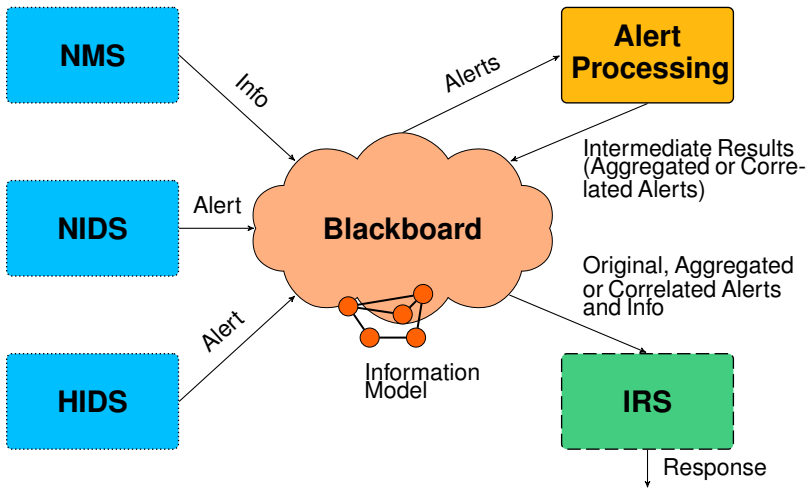 NMS
Info
Alerts
Alert
Processing
Intermediate Results
(Aggregated or Corre-
lated Alerts)
NIDS
Alert
Blackboard
Original, Aggregated
or Correlated Alerts
and Info
Alert
Information
Model
HIDS
IRS
Response